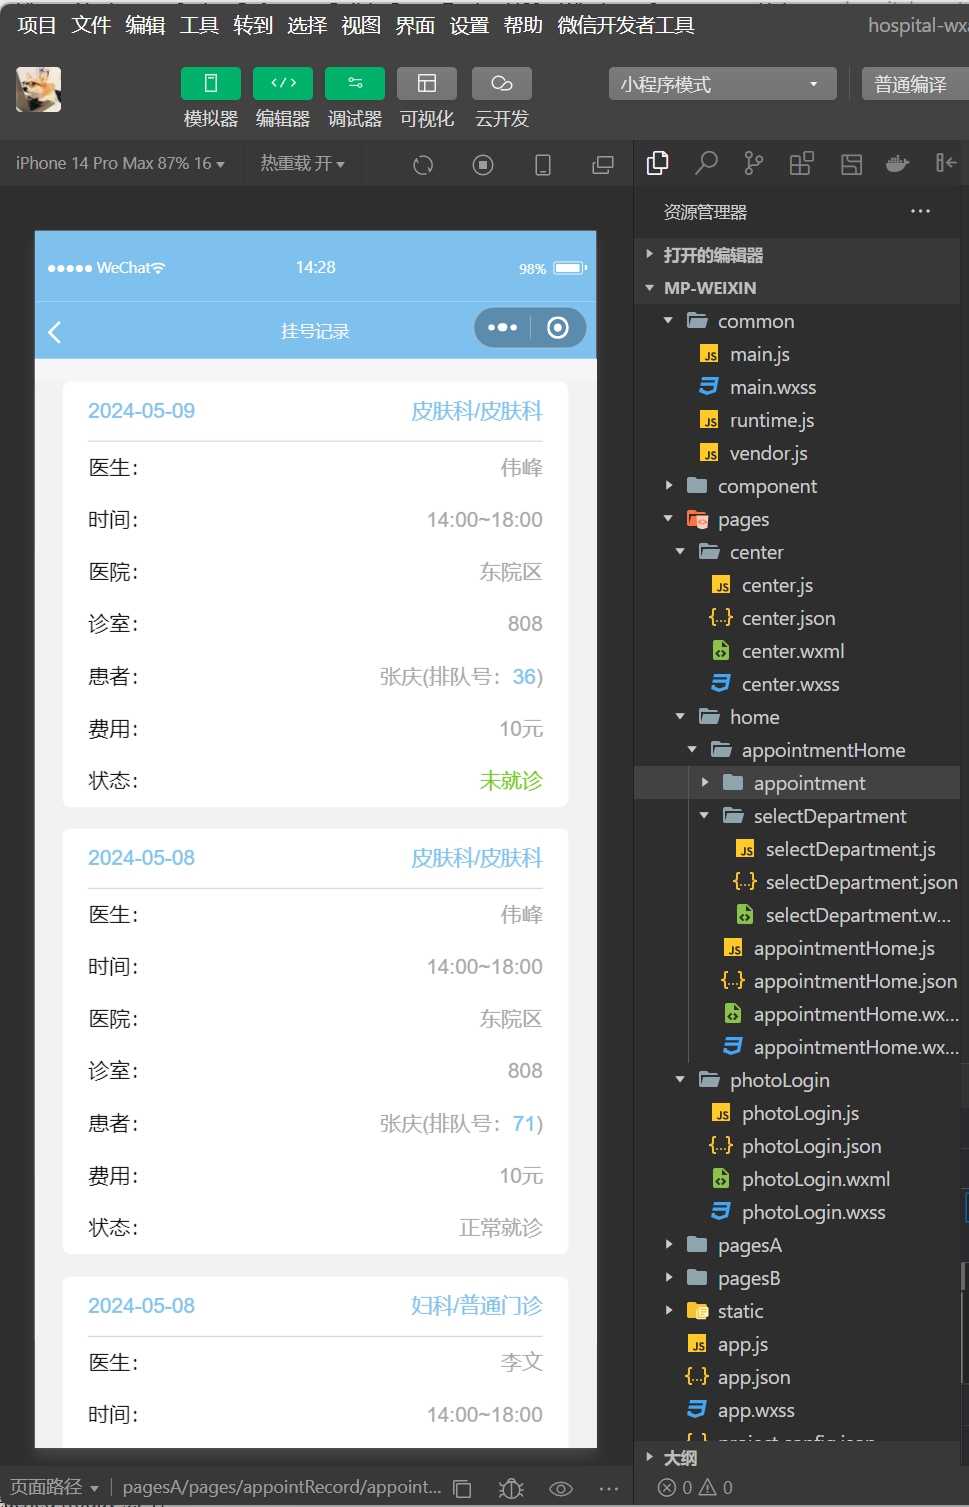 项目 文件 编辑 工具 转到 选择 视图 界面 设置 帮助 微信开发者工具 hospital-wxa
模拟器 编辑器 调试器 可视化 云开发
小程序模式
普通编译
iPhone 14 Pro Max 87% 16
热重载 开
WeChat 14:28 98%
挂号记录
2024-05-09 皮肤科/皮肤科
医生： 伟峰
时间： 14:00~18:00
医院： 东院区
诊室： 808
患者： 张庆(排队号：36)
费用： 10元
状态： 未就诊
2024-05-08 皮肤科/皮肤科
医生： 伟峰
时间： 14:00~18:00
医院： 东院区
诊室： 808
患者： 张庆(排队号：71)
费用： 10元
状态： 正常就诊
2024-05-08 妇科/普通门诊
医生： 李文
时间： 14:00~18:00
页面路径 pagesA/pages/appointRecord/appoint...
资源管理器
打开的编辑器
MP-WEIXIN
common
main.js
main.wxss
runtime.js
vendor.js
component
pages
center
center.js
center.json
center.wxml
center.wxss
home
appointmentHome
appointment
selectDepartment
selectDepartment.js
selectDepartment.json
selectDepartment.w...
appointmentHome.js
appointmentHome.json
appointmentHome.wx...
appointmentHome.wx...
photoLogin
photoLogin.js
photoLogin.json
photoLogin.wxml
photoLogin.wxss
pagesA
pagesB
static
app.js
app.json
app.wxss
大纲
0 0